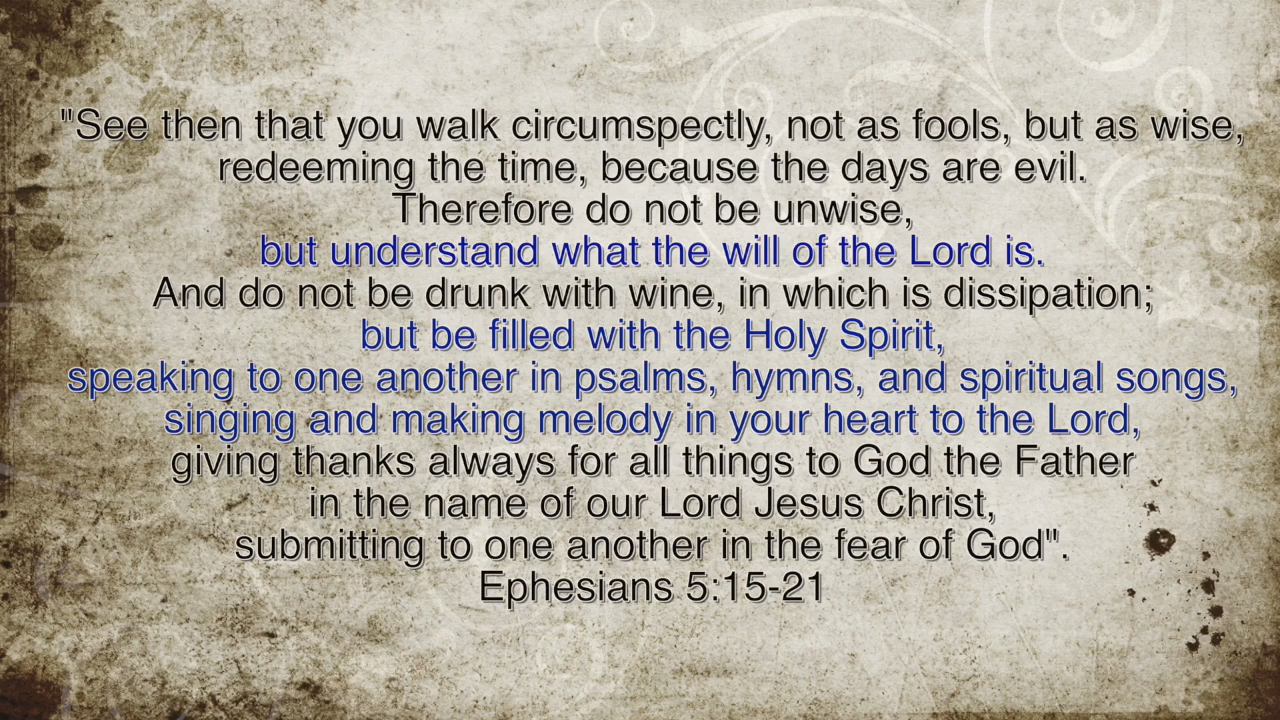 "See then that you walk circumspectly, not as fools, but as wise,
redeeming the time, because the days are evil.
Therefore do not be unwise,
but understand what the will of the Lord is.
And do not be drunk with wine, in which is dissipation;
but be filled with the Holy Spirit,
speaking to one another in psalms, hymns, and spiritual songs,
singing and making melody in your heart to the Lord,
giving thanks always for all things to God the Father
in the name of our Lord Jesus Christ,
submitting to one another in the fear of God".
Ephesians 5:15-21